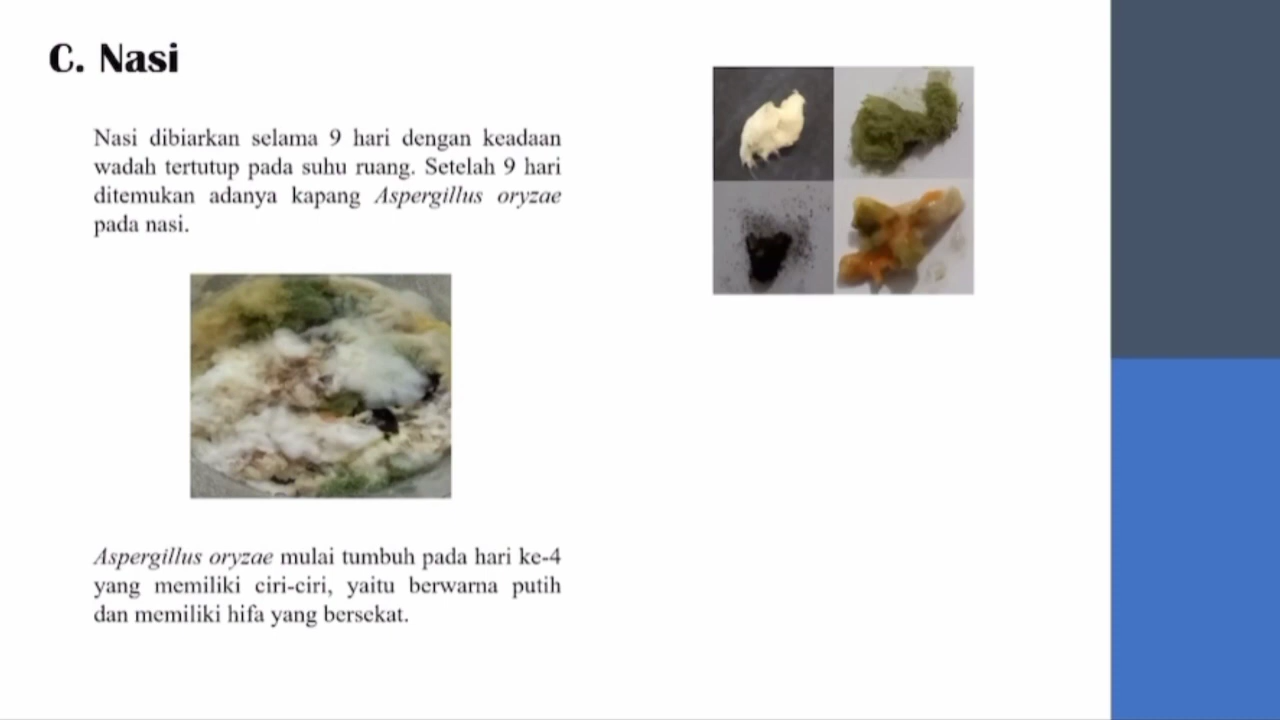 C. Nasi
Nasi dibiarkan selama 9 hari dengan keadaan
wadah tertutup pada suhu ruang. Setelah 9 hari
ditemukan adanya kapang Aspergillus oryzae
pada nasi.
Aspergillus oryzae mulai tumbuh pada hari ke-4
yang memiliki ciri-ciri, yaitu berwarna putih
dan memiliki hifa yang bersekat.